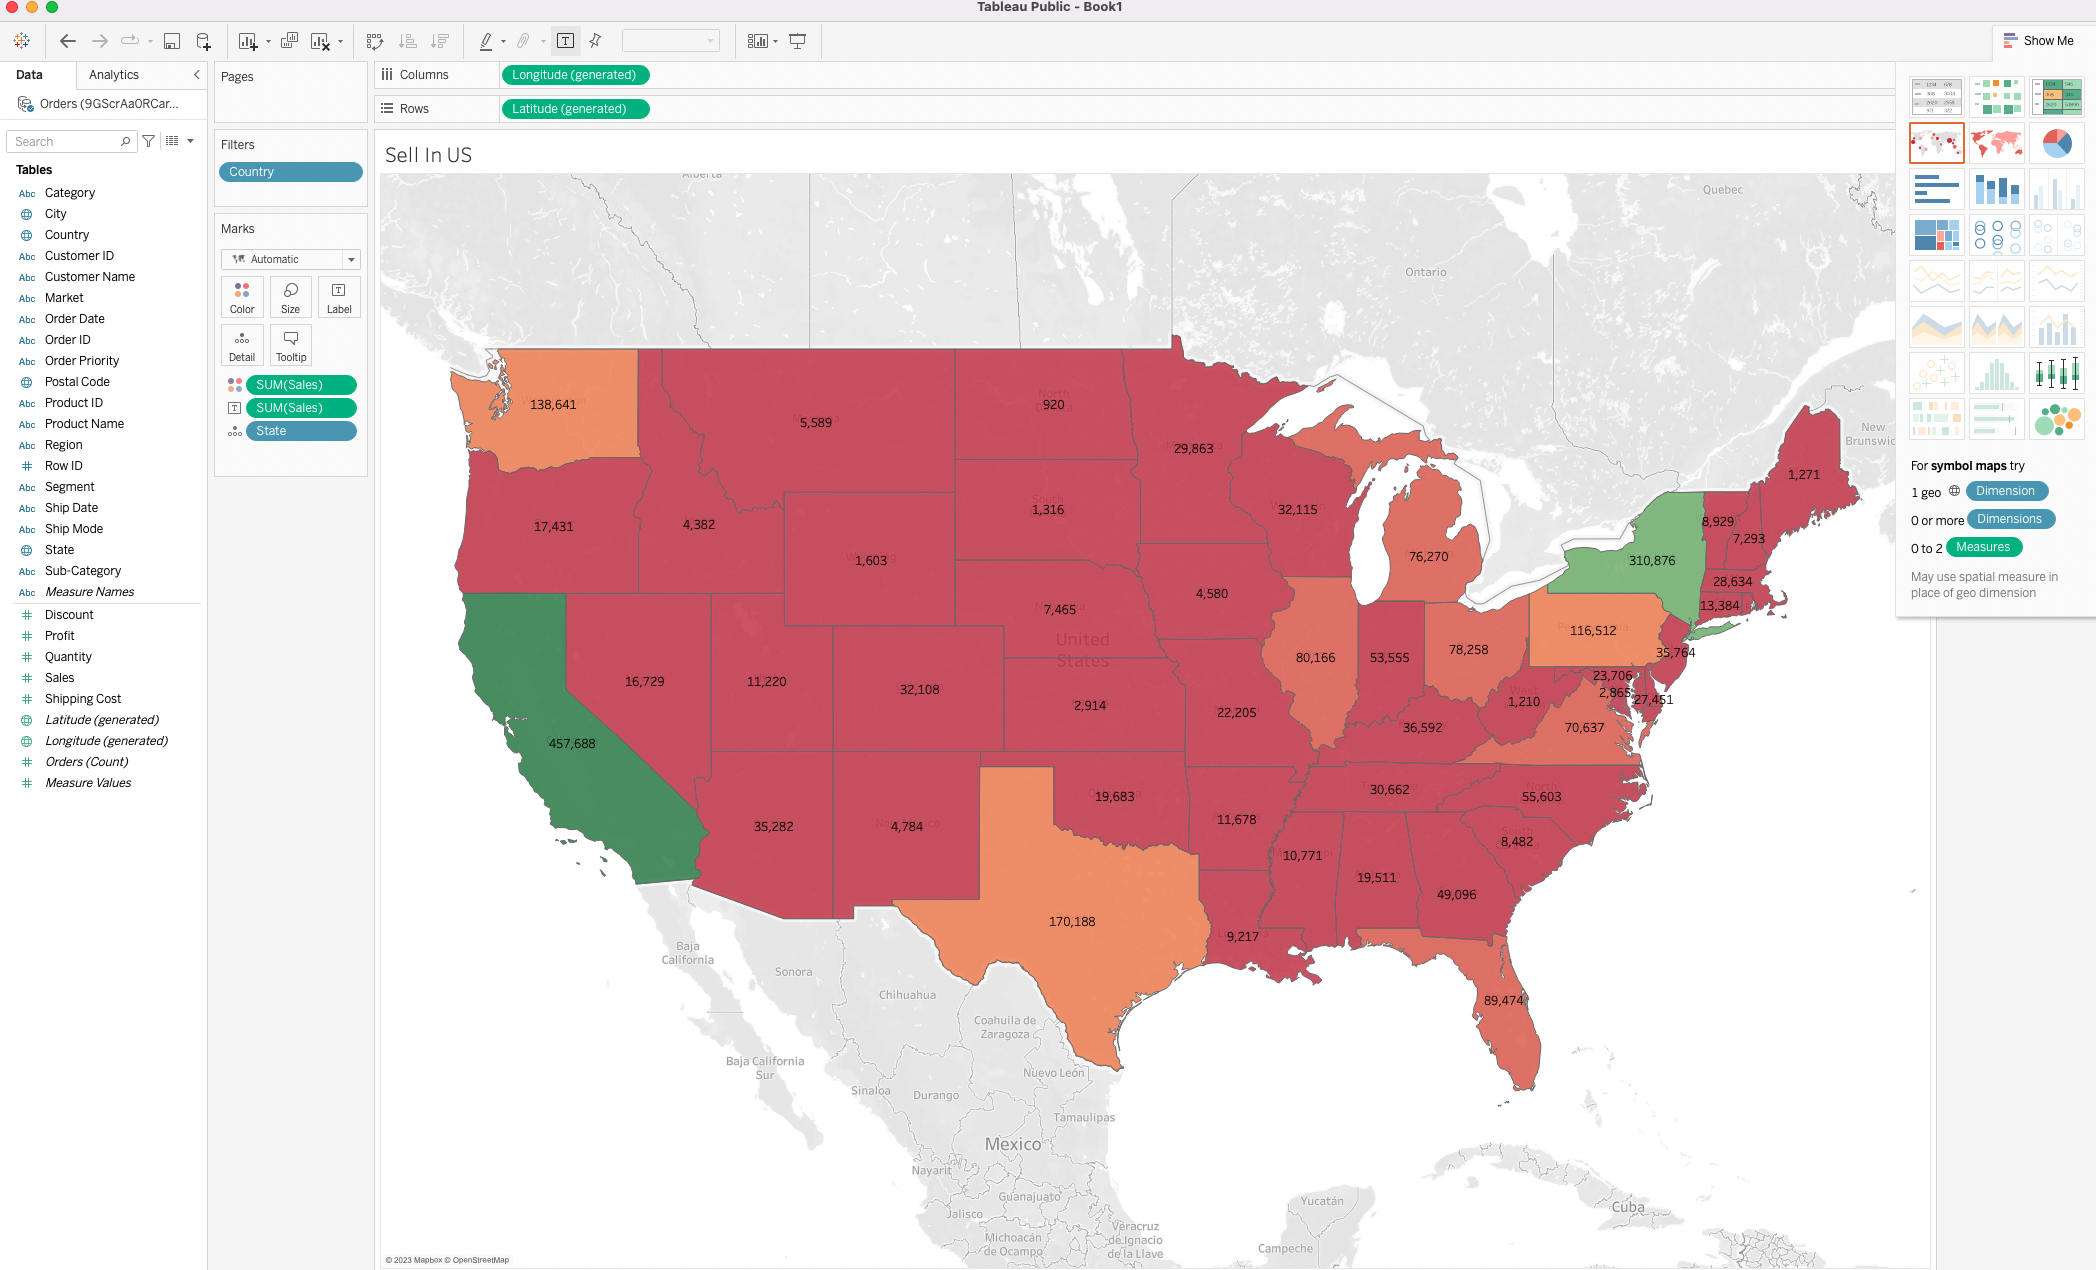 Tableau Public - Book1
Show Me
Data
Analytics
Orders (9GScrAa0RCar...
Search
Tables
Abc Category
City
Country
Abc Customer ID
Abc Customer Name
Abc Market
Abc Order Date
Abc Order ID
Abc Order Priority
Postal Code
Abc Product ID
Abc Product Name
Abc Region
Row ID
Abc Segment
Abc Ship Date
Abc Ship Mode
State
Abc Sub-Category
Abc Measure Names
Discount
Profit
Quantity
Sales
Shipping Cost
Latitude (generated)
Longitude (generated)
Orders (Count)
Measure Values
Pages
Filters
Country
Marks
Automatic
Color
Size
Label
Detail
Tooltip
SUM(Sales)
SUM(Sales)
State
Columns
Longitude (generated)
Rows
Latitude (generated)
Sell In US
Alberta
Quebec
Ontario
New
Brunswic
138,641
5,589
North
920
29,863
1,271
17,431
4,382
South
1,316
32,115
8,929
7,293
76,270
1,603
310,876
28,634
4,580
13,384
7,465
116,512
United
States
35,764
80,166
53,555
78,258
23,706
2,865
27,451
16,729
11,220
32,108
2,914
West
1,210
22,205
36,592
70,637
457,688
30,662
North
55,603
19,683
11,678
35,282
4,784
South
8,482
10,771
19,511
49,096
170,188
9,217
89,474
Baja
California
Sonora
Chihuahua
Coahuila de
Zaragoza
Baja California
Sur
Nuevo León
Sinaloa
Durango
Tamaulipas
Mexico
Nayarit
Guanajuato
Yucatán
Jalisco
Cuba
Veracruz
de Ignacio
de la Llave
Michoacán
de Ocampo
Campeche
© 2023 Mapbox © OpenStreetMap
For symbol maps try
1 geo Dimension
0 or more Dimensions
0 to 2 Measures
May use spatial measure in
place of geo dimension